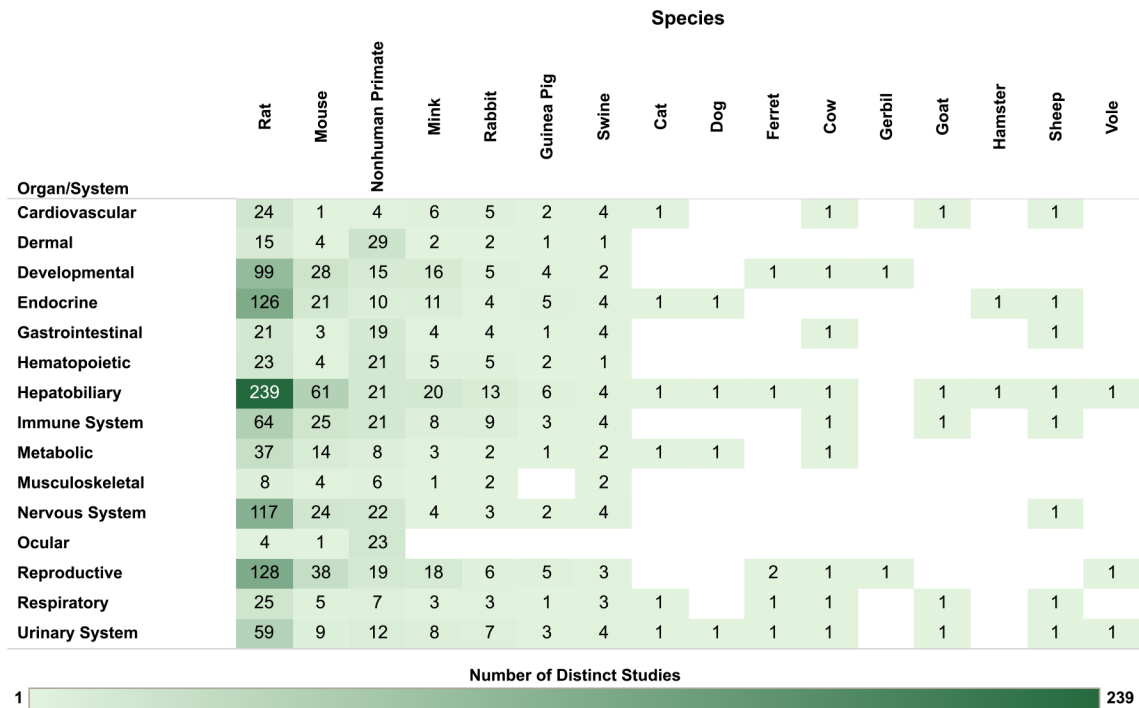 Species
Rat Mouse Nonhuman Primate Mink Rabbit Guinea Pig Swine Cat Dog Ferret Cow Gerbil Goat Hamster Sheep Vole
Organ/System
Cardiovascular 24 1 4 6 5 2 4 1 1 1 1
Dermal 15 4 29 2 2 1 1
Developmental 99 28 15 16 5 4 2 1 1 1
Endocrine 126 21 10 11 4 5 4 1 1 1 1
Gastrointestinal 21 3 19 4 4 1 4 1 1
Hematopoietic 23 4 21 5 5 2 1
Hepatobiliary 239 61 21 20 13 6 4 1 1 1 1 1 1 1 1
Immune System 64 25 21 8 9 3 4 1 1 1
Metabolic 37 14 8 3 2 1 2 1 1 1
Musculoskeletal 8 4 6 1 2 2
Nervous System 117 24 22 4 3 2 4 1
Ocular 4 1 23
Reproductive 128 38 19 18 6 5 3 2 1 1 1
Respiratory 25 5 7 3 3 1 3 1 1 1 1 1
Urinary System 59 9 12 8 7 3 4 1 1 1 1 1 1 1
Number of Distinct Studies
1 239